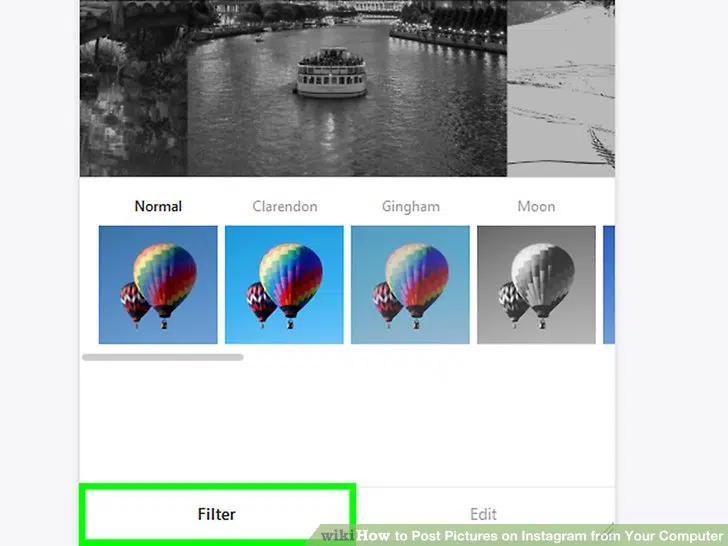 Normal Clarendon Gingham Moon
Filter Edit
wikiHow to Post Pictures on Instagram from Your Computer